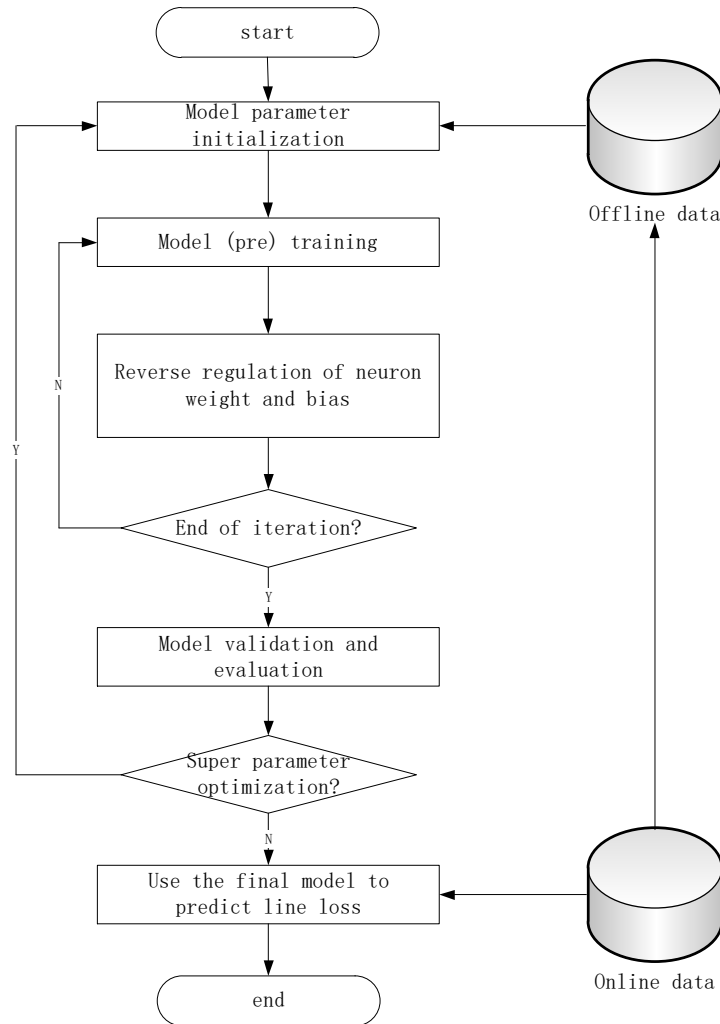 start
Model parameter
initialization
Offline data
Model (pre) training
Reverse regulation of neuron
weight and bias
N
Y
End of iteration?
Y
Model validation and
evaluation
Super parameter
optimization?
N
Use the final model to
predict line loss
Online data
end